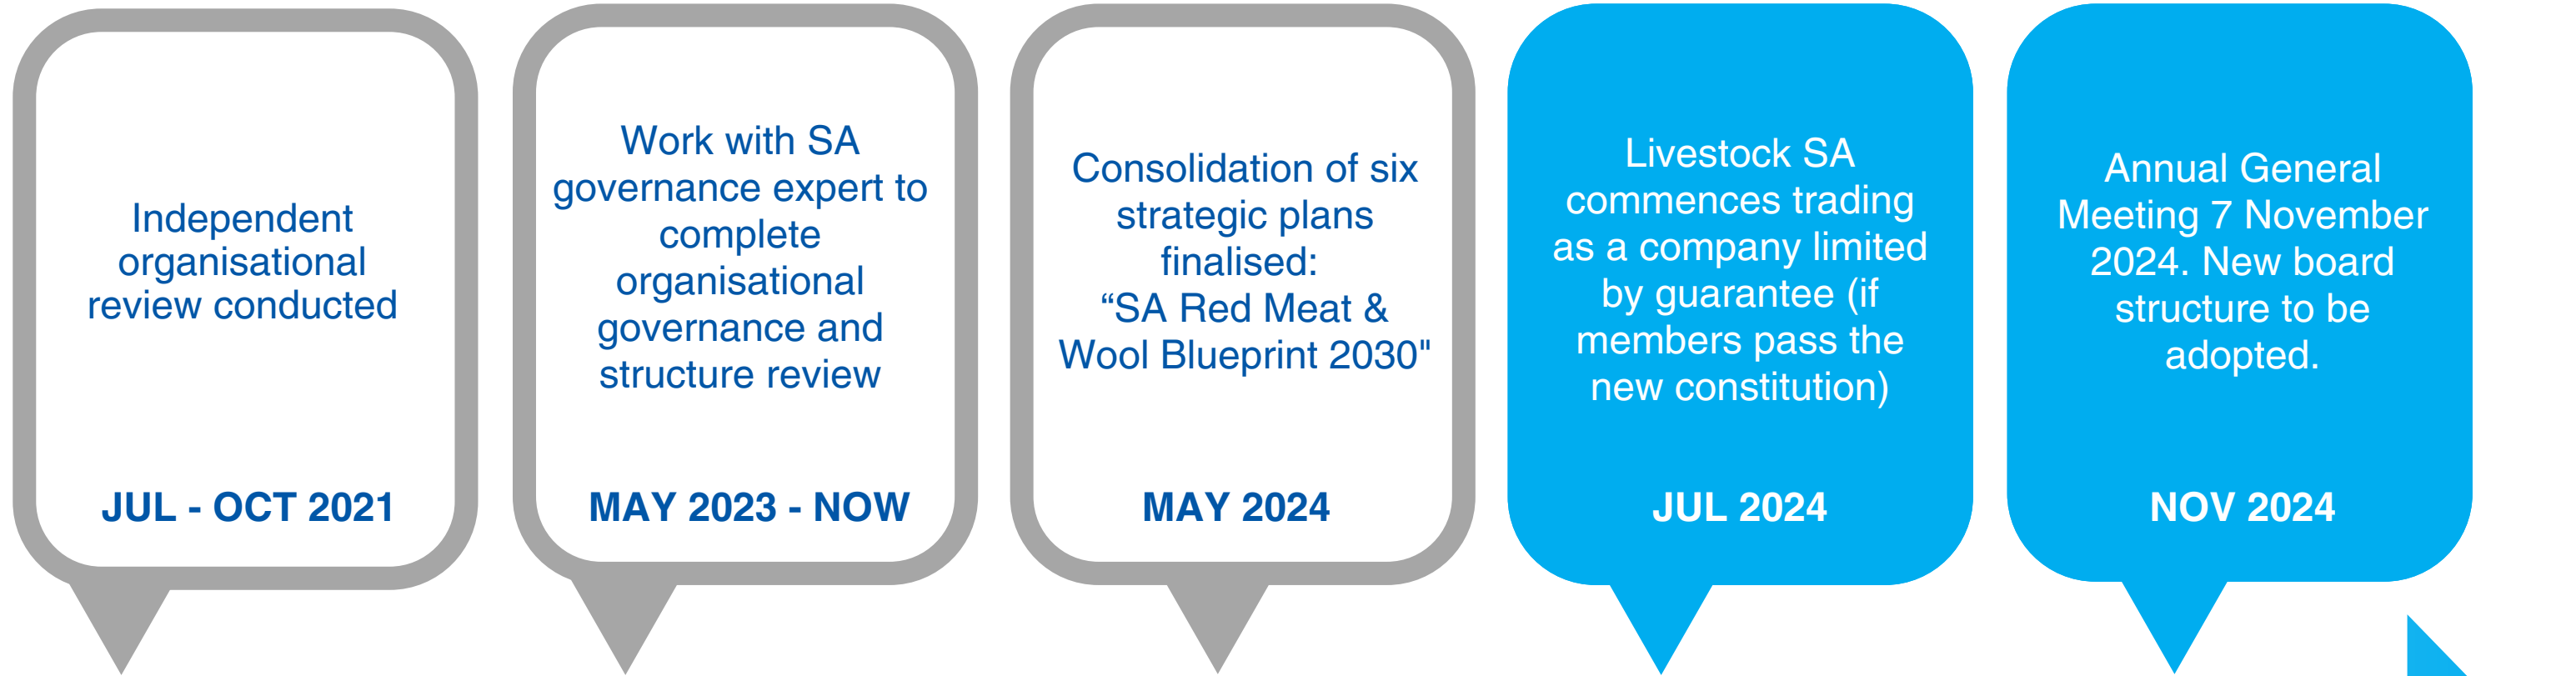 Independent
organisational
review conducted
JUL - OCT 2021
Work with SA
governance expert to
complete
organisational
governance and
structure review
MAY 2023 - NOW
Consolidation of six
strategic plans
finalised:
“SA Red Meat &
Wool Blueprint 2030"
MAY 2024
Livestock SA
commences trading
as a company limited
by guarantee (if
members pass the
new constitution)
JUL 2024
Annual General
Meeting 7 November
2024. New board
structure to be
adopted.
NOV 2024